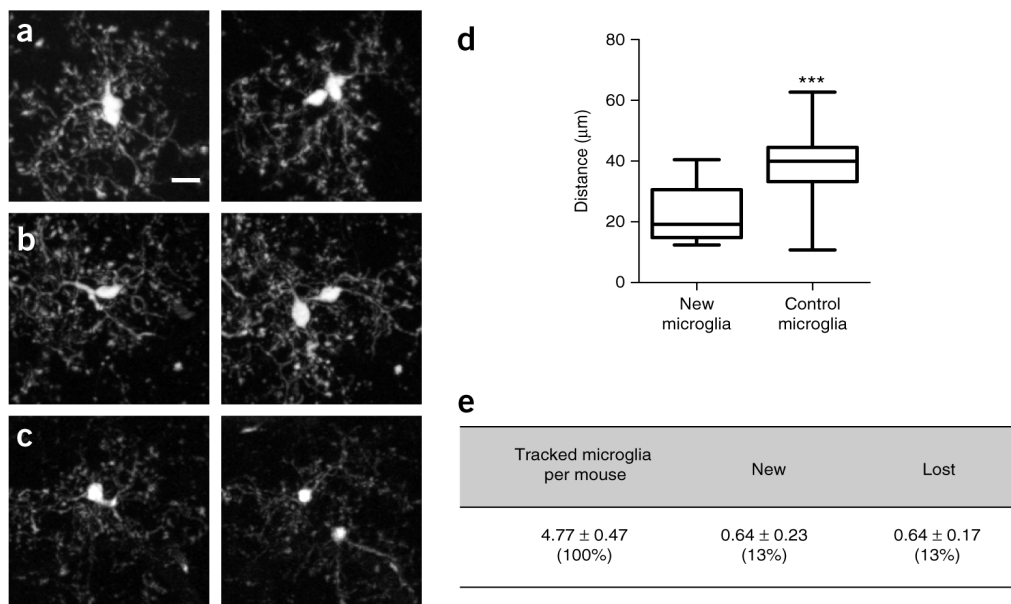 a
b
c
d
80
60
40
20
0
Distance (μm)
***
New
microglia
Control
microglia
e
Tracked microglia
per mouse
New
Lost
4.77 ± 0.47
(100%)
0.64 ± 0.23
(13%)
0.64 ± 0.17
(13%)